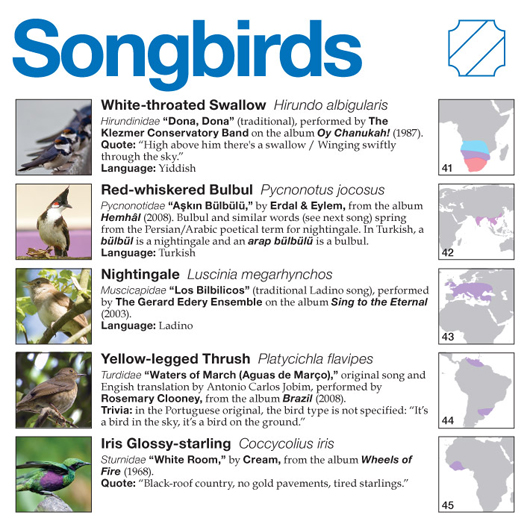 Songbirds
White-throated Swallow Hirundo albigularis
Hirundinidae “Dona, Dona” (traditional), performed by The
Klezmer Conservatory Band on the album Oy Chanukah! (1987).
Quote: “High above him there's a swallow / Winging swiftly
through the sky.”
Language: Yiddish
41
Red-whiskered Bulbul Pycnonotus jocosus
Pycnonotidae “Aşkın Bülbülü,” by Erdal & Eylem, from the album
Hemhâl (2008). Bulbul and similar words (see next song) spring
from the Persian/Arabic poetical term for nightingale. In Turkish, a
bülbül is a nightingale and an arap bülbülü is a bulbul.
Language: Turkish
42
Nightingale Luscinia megarhynchos
Muscicapidae “Los Bilbilicos” (traditional Ladino song), performed
by The Gerard Edery Ensemble on the album Sing to the Eternal
(2003).
Language: Ladino
43
Yellow-legged Thrush Platycichla flavipes
Turdidae “Waters of March (Aguas de Março),” original song and
Engish translation by Antonio Carlos Jobim, performed by
Rosemary Clooney, from the album Brazil (2008).
Trivia: in the Portuguese original, the bird type is not specified: “It’s
a bird in the sky, it’s a bird on the ground.”
44
Iris Glossy-starling Coccycolius iris
Sturnidae “White Room,” by Cream, from the album Wheels of
Fire (1968).
Quote: “Black-roof country, no gold pavements, tired starlings.”
45